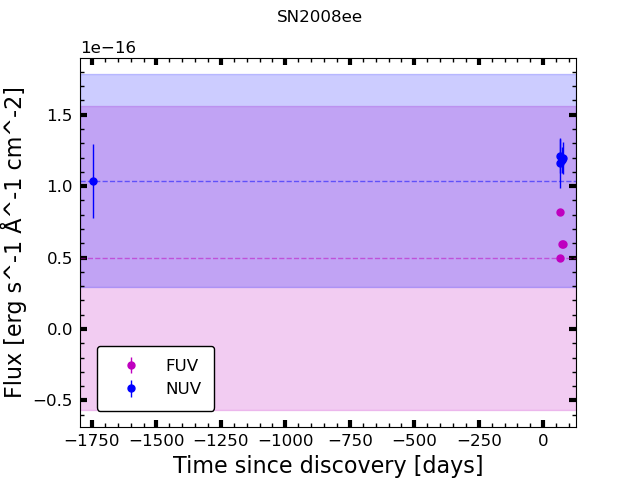 SN2008ee
1e−16
Flux [erg s^-1 Å^-1 cm^-2]
1.5
1.0
0.5
0.0
−0.5
FUV
NUV
−1750 −1500 −1250 −1000 −750 −500 −250 0
Time since discovery [days]